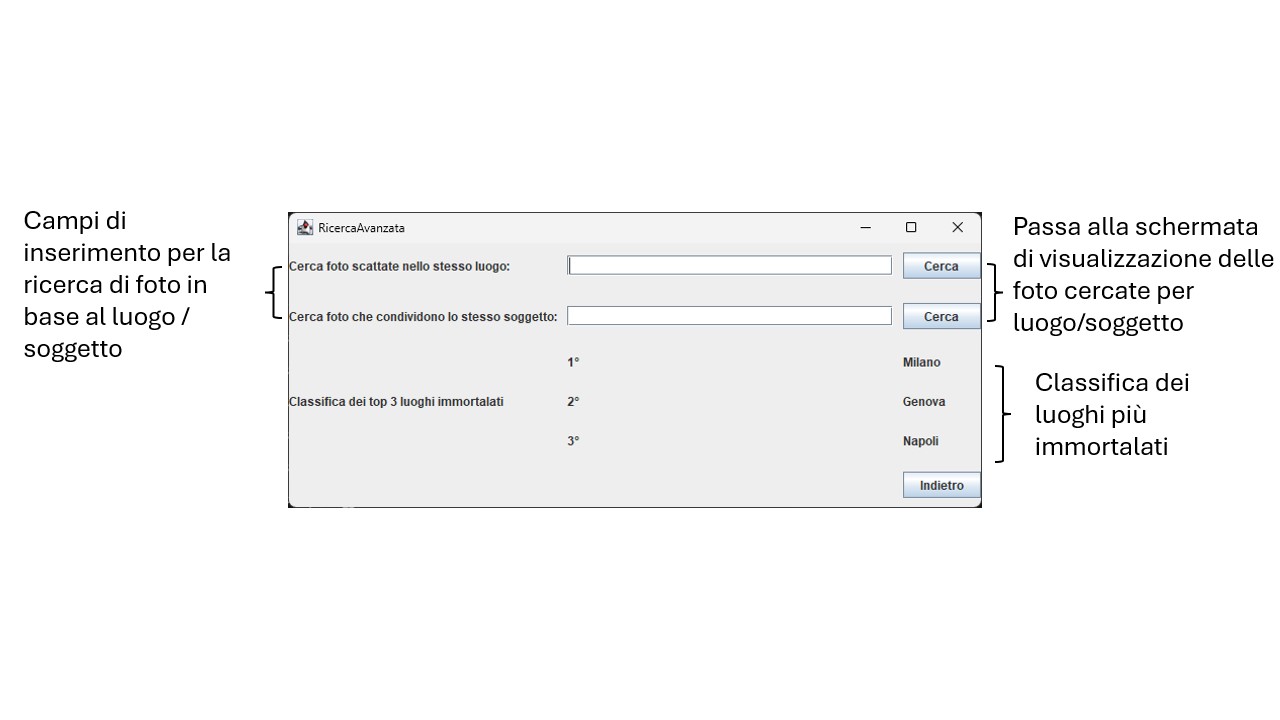 Campi di
inserimento per la
ricerca di foto in
base al luogo /
soggetto
RicercaAvanzata
Cerca foto scattate nello stesso luogo:
Cerca
Cerca foto che condividono lo stesso soggetto:
Cerca
1°
Milano
Classifica dei top 3 luoghi immortalati
2°
Genova
3°
Napoli
Indietro
Passa alla schermata
di visualizzazione delle
foto cercate per
luogo/soggetto
Classifica dei
luoghi più
immortalati